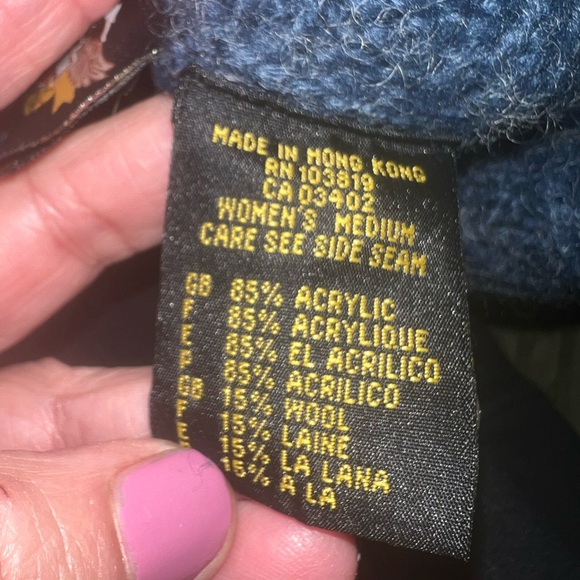 MADE IN HONG KONG
RN 103819
CA 03402
WOMEN'S MEDIUM
CARE SEE SIDE SEAM
GB 85% ACRYLIC
F 85% ACRYLIQUE
E 85% EL ACRILICO
P 85% ACRILICO
GB 15% WOOL
F 15% LAINE
E 15% LA LANA
15% A LA